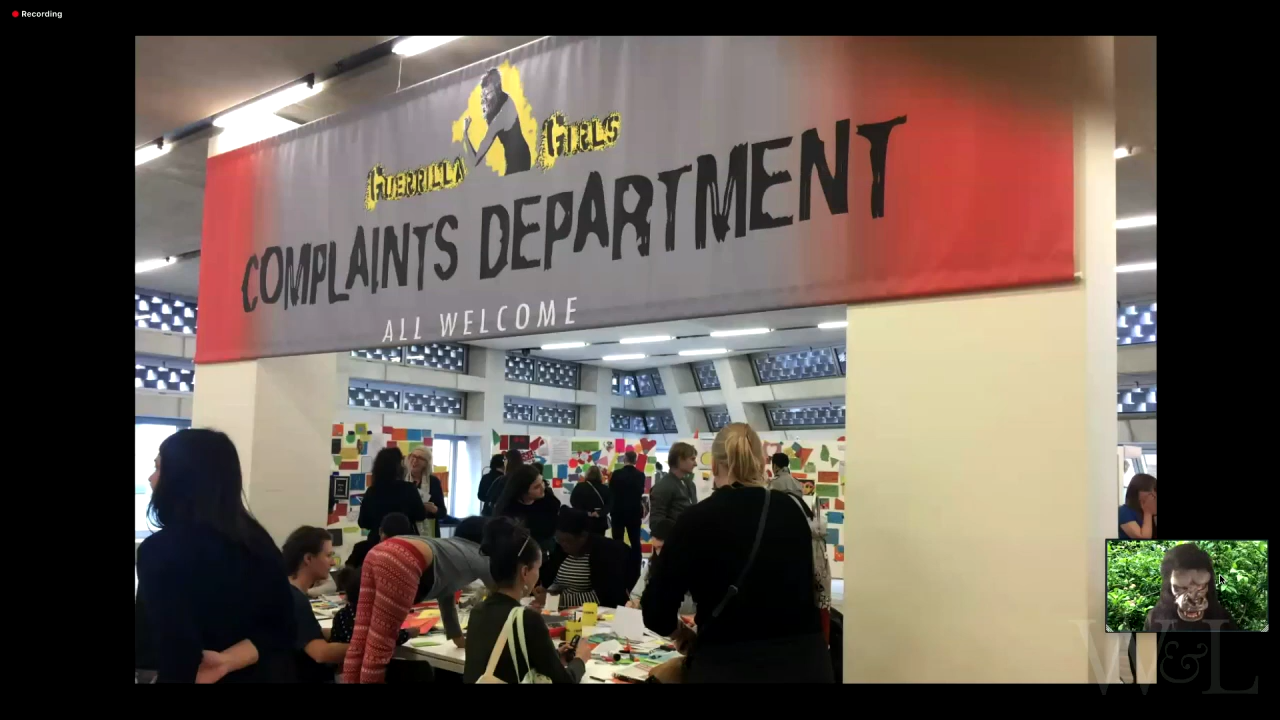 Recording
GUERRILLA GIRLS
COMPLAINTS DEPARTMENT
ALL WELCOME
W&L